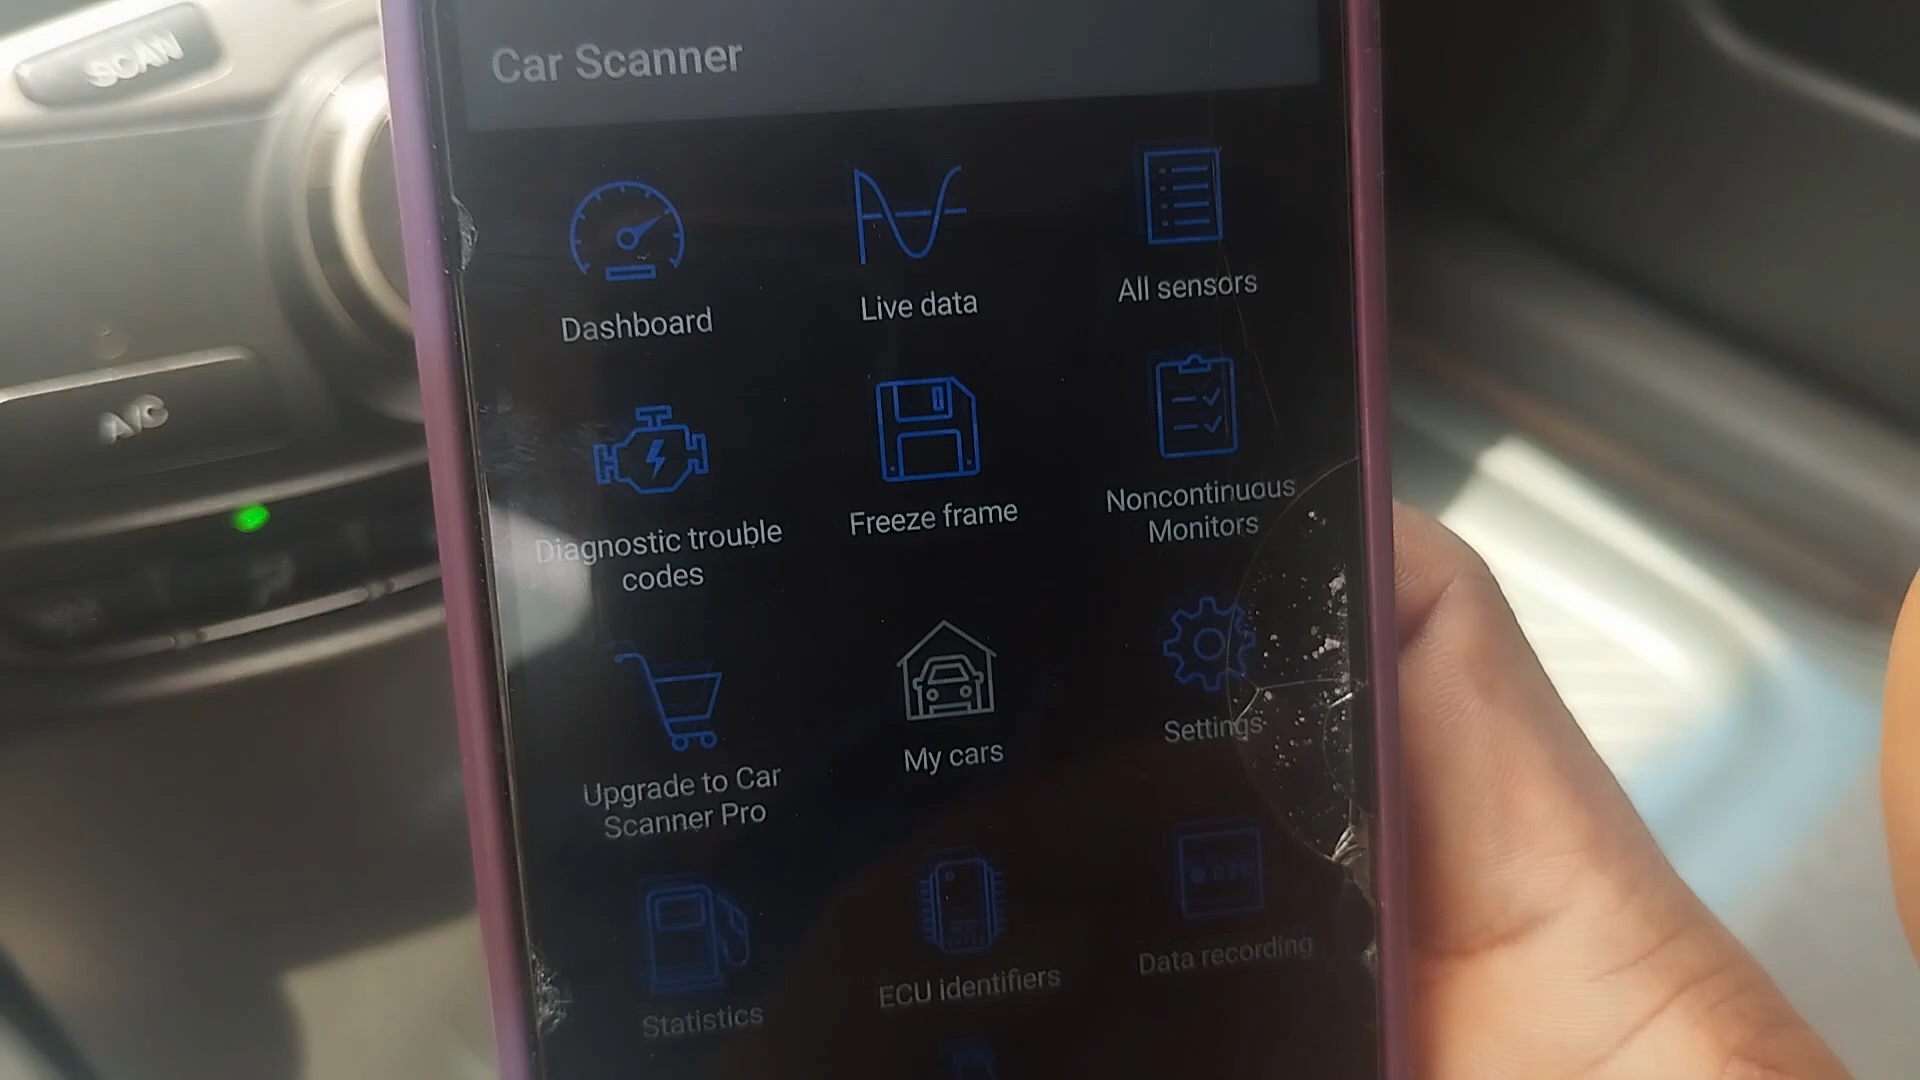 SCAN
A/C
Car Scanner
Dashboard
Live data
All sensors
Diagnostic trouble
codes
Freeze frame
Noncontinuous
Monitors
Upgrade to Car
Scanner Pro
My cars
Settings
Statistics
ECU identifiers
Data recording